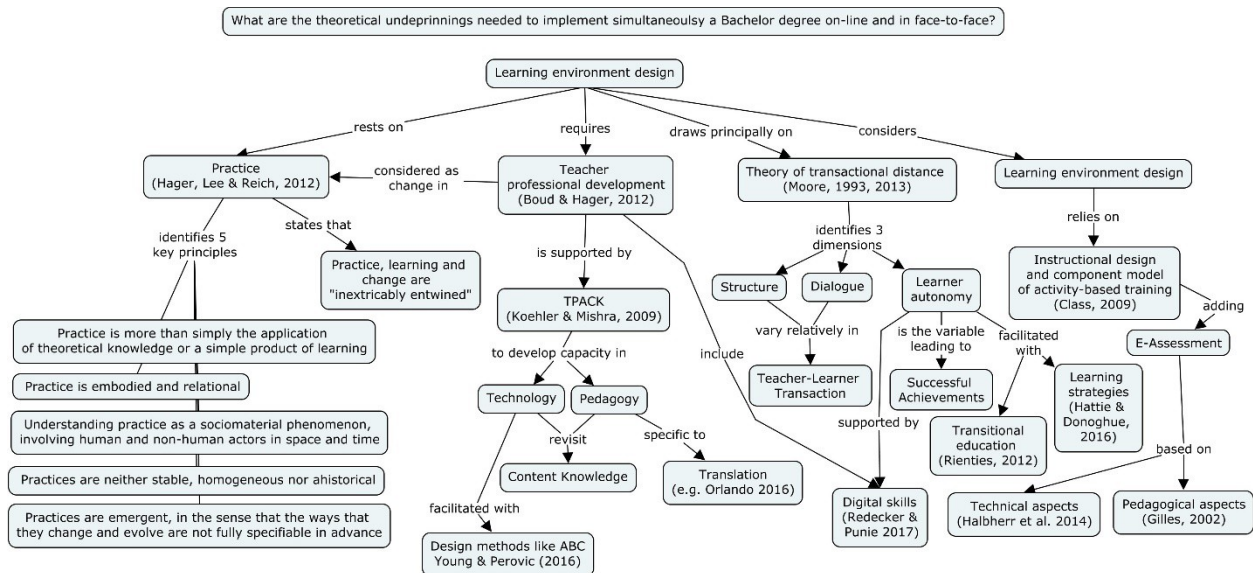 What are the theoretical undeprinnings needed to implement simultaneoulsy a Bachelor degree on-line and in face-to-face?
Learning environment design
rests on
requires
draws principally on
considers
Practice
(Hager, Lee & Reich, 2012)
considered as
change in
Teacher
professional development
(Boud & Hager, 2012)
Theory of transactional distance
(Moore, 1993, 2013)
Learning environment design
identifies 5
key principles
states that
is supported by
identifies 3
dimensions
relies on
Practice, learning and
change are
"inextricably entwined"
Structure
Dialogue
Learner
autonomy
Instructional design
and component model
of activity-based training
(Class, 2009)
TPACK
(Koehler & Mishra, 2009)
vary relatively in
is the variable
leading to
facilitated
with
adding
Practice is more than simply the application
of theoretical knowledge or a simple product of learning
to develop capacity in
include
E-Assessment
Practice is embodied and relational
Technology
Pedagogy
Teacher-Learner
Transaction
Successful
Achievements
Learning
strategies
(Hattie &
Donoghue,
2016)
Understanding practice as a sociomaterial phenomenon,
involving human and non-human actors in space and time
revisit
specific to
supported by
Transitional
education
(Rienties, 2012)
based on
Practices are neither stable, homogeneous nor ahistorical
Content Knowledge
Translation
(e.g. Orlando 2016)
Digital skills
(Redecker &
Punie 2017)
Technical aspects
(Halbherr et al. 2014)
Pedagogical aspects
(Gilles, 2002)
Practices are emergent, in the sense that the ways that
they change and evolve are not fully specifiable in advance
facilitated with
Design methods like ABC
Young & Perovic (2016)